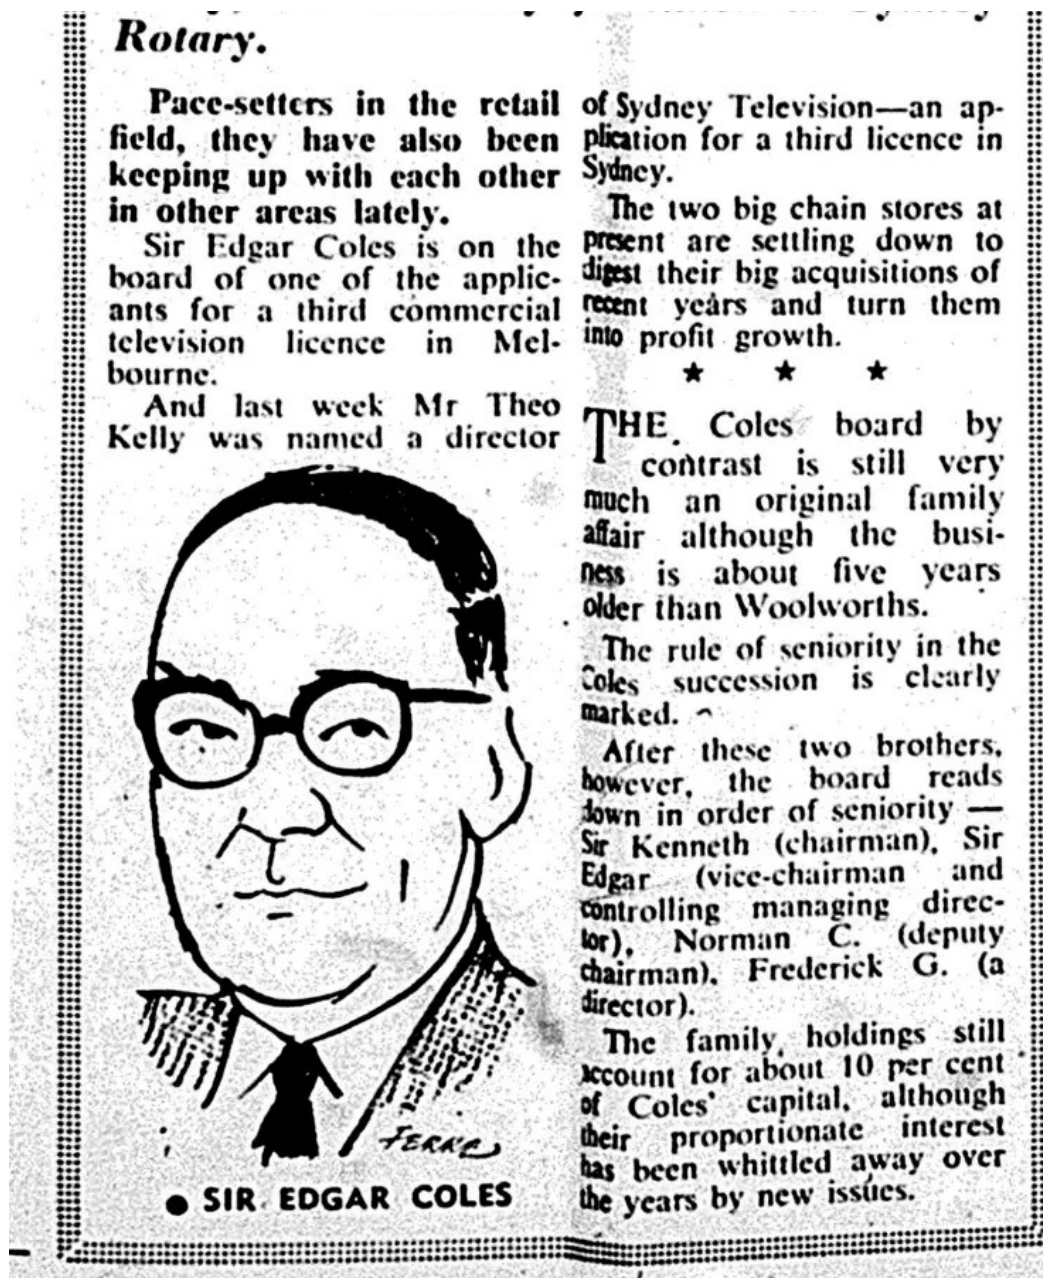 Rotary.
Pace-setters in the retail
field, they have also been
keeping up with each other
in other areas lately.
Sir Edgar Coles is on the
board of one of the applic-
ants for a third commercial
television licence in Mel-
bourne.
And last week Mr Theo
Kelly was named a director
of Sydney Television—an ap-
plication for a third licence in
Sydney.
The two big chain stores at
present are settling down to
digest their big acquisitions of
recent years and turn them
into profit growth.
★ ★ ★
THE Coles board by
contrast is still very
much an original family
affair although the busi-
ness is about five years
older than Woolworths.
The rule of seniority in the
Coles succession is clearly
marked.
After these two brothers,
however, the board reads
down in order of seniority —
Sir Kenneth (chairman), Sir
Edgar (vice-chairman and
controlling managing direc-
tor), Norman C. (deputy
chairman), Frederick G. (a
director).
The family holdings still
account for about 10 per cent
of Coles' capital, although
their proportionate interest
has been whittled away over
the years by new issues.
● SIR EDGAR COLES